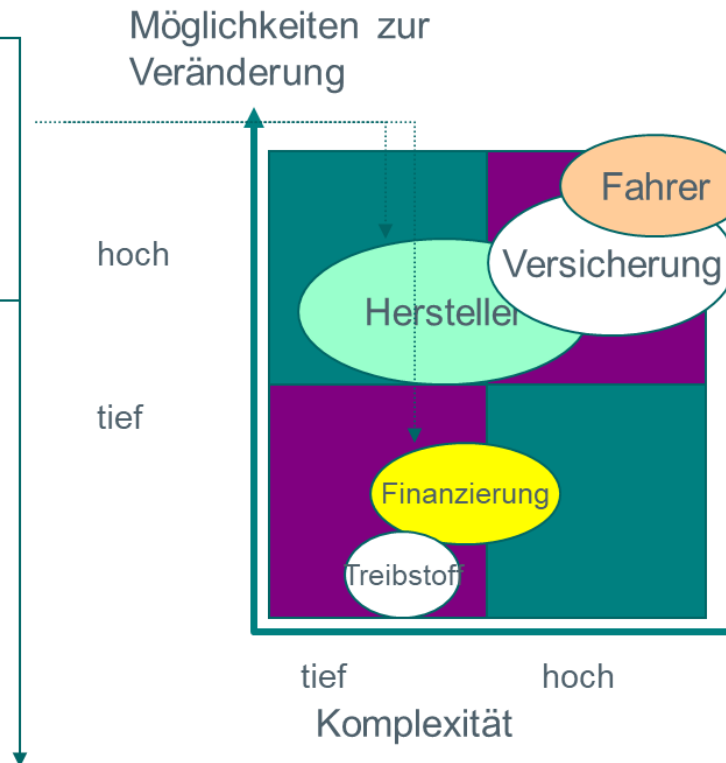 Möglichkeiten zur
Veränderung
Fahrer
hoch
Versicherung
Hersteller
tief
Finanzierung
Treibstoff
tief
hoch
Komplexität